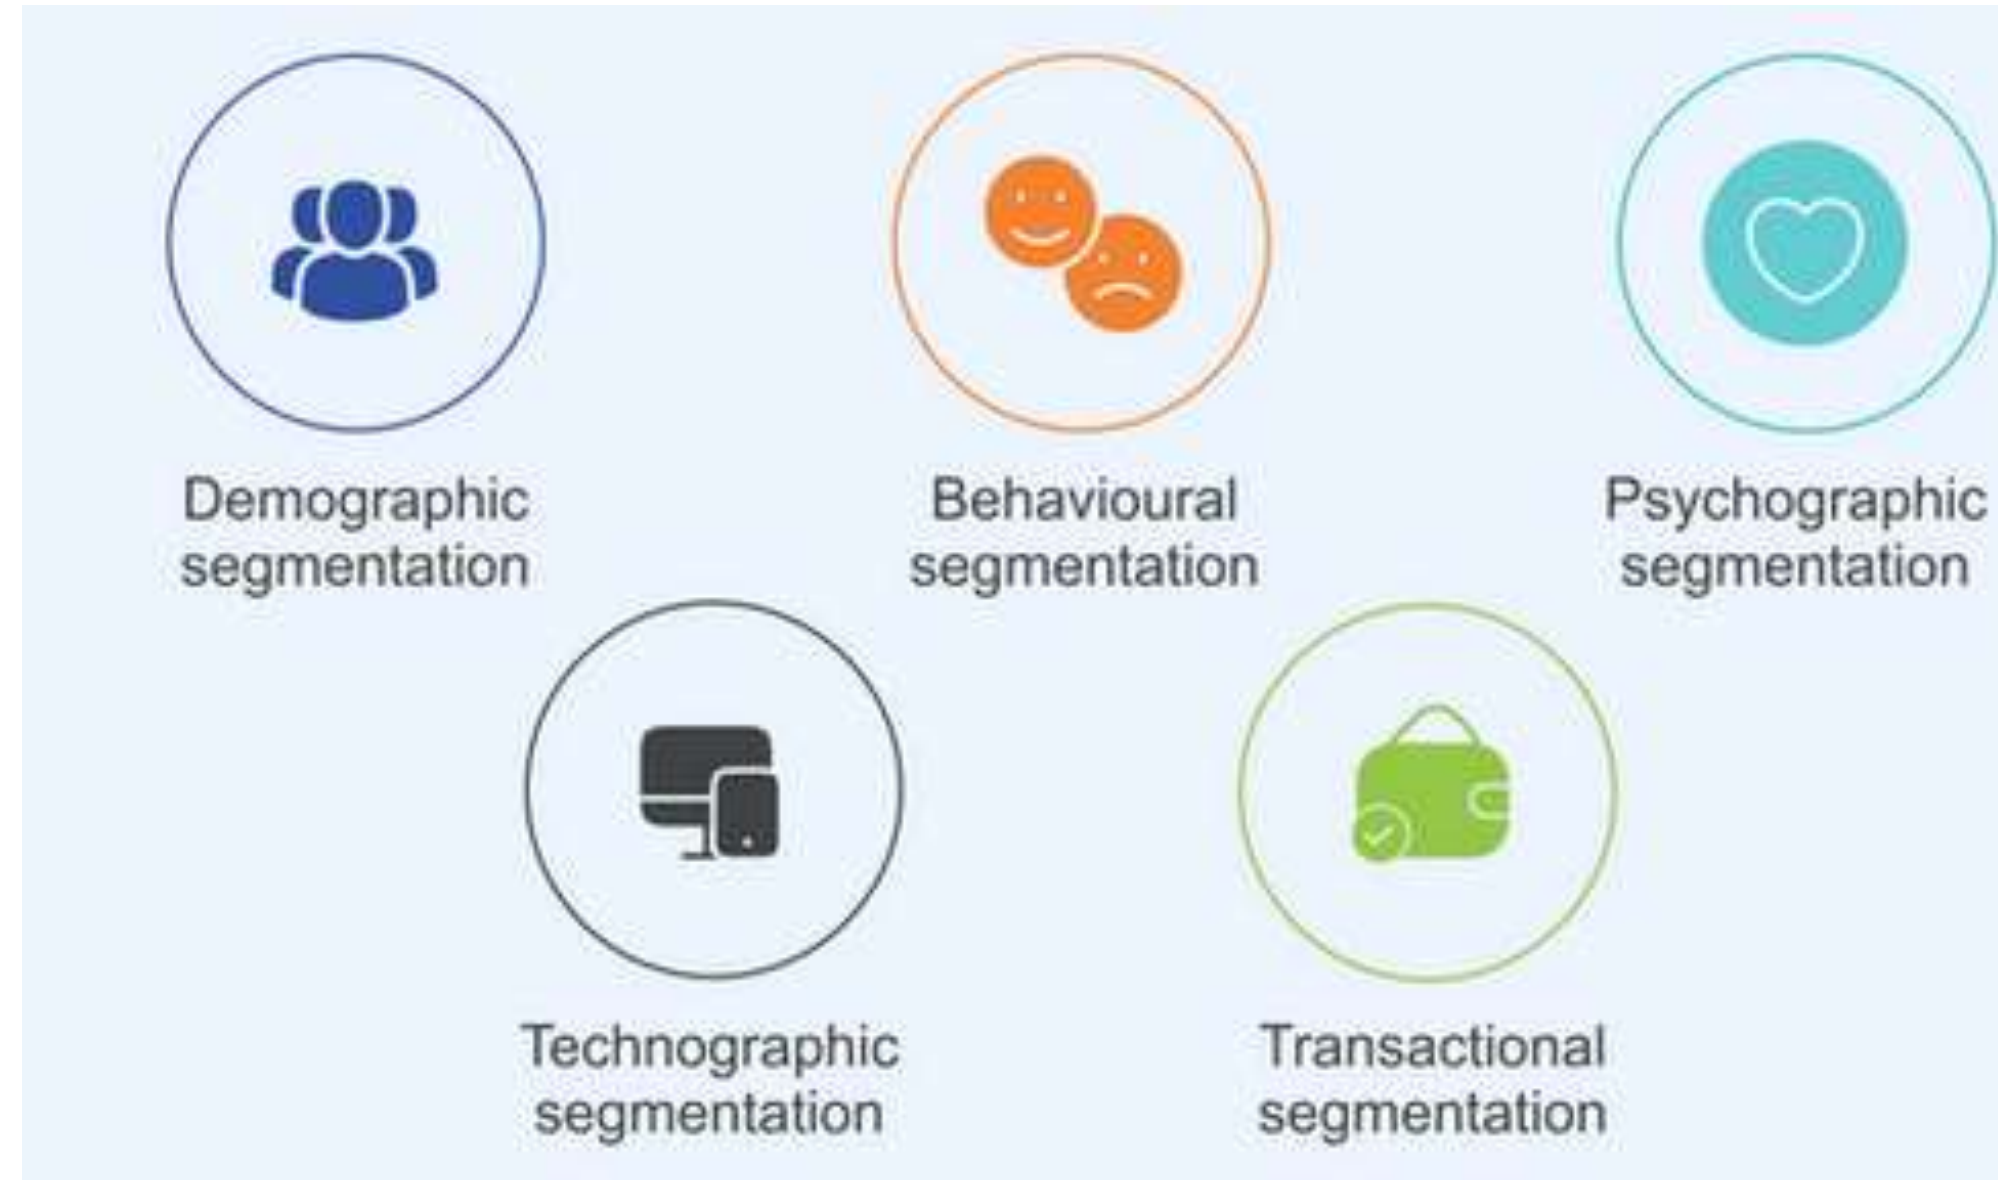 Demographic
segmentation
Behavioural
segmentation
Psychographic
segmentation
Technographic
segmentation
Transactional
segmentation